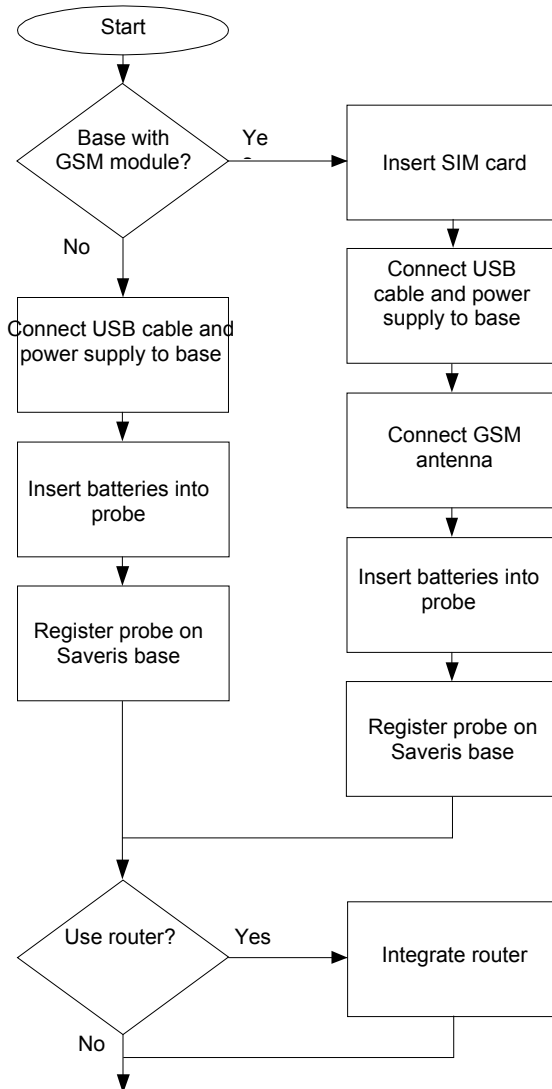 Start
Base with
GSM module?
Ye
Insert SIM card
No
Connect USB
cable and power
supply to base
Connect USB cable and
power supply to base
Connect GSM
antenna
Insert batteries into
probe
Insert batteries into
probe
Register probe on
Saveris base
Register probe on
Saveris base
Use router?
Yes
Integrate router
No